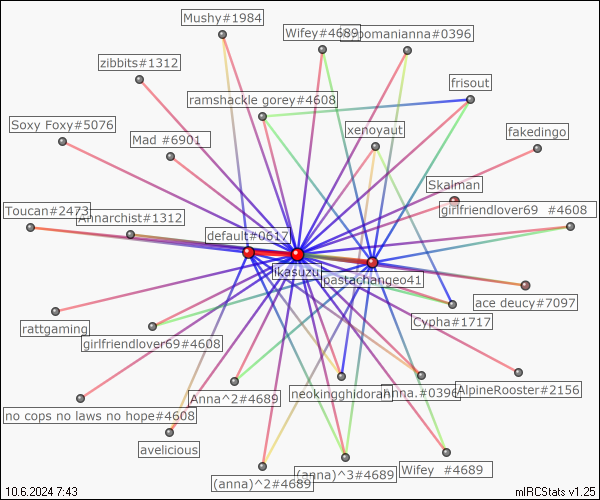 Mushy#1984
Wifey#4689
pomanianna#0396
zibbits#1312
frisout
ramshackle gorey#4608
Soxy Foxy#5076
xenoyaut
fakedingo
Mad #6901
Skalman
Toucan#2473
Annarchist#1312
girlfriendlover69 #4608
default#0617
ikasuzu
pastachangeo41
ace deucy#7097
Cypha#1717
rattgaming
girlfriendlover69#4608
Anna^2#4689
neokingghidorah
Anna.#0396
AlpineRooster#2156
no cops no laws no hope#4608
avelicious
(anna)^2#4689
(anna)^3#4689
Wifey #4689
10.6.2024 7:43
mIRCStats v1.25